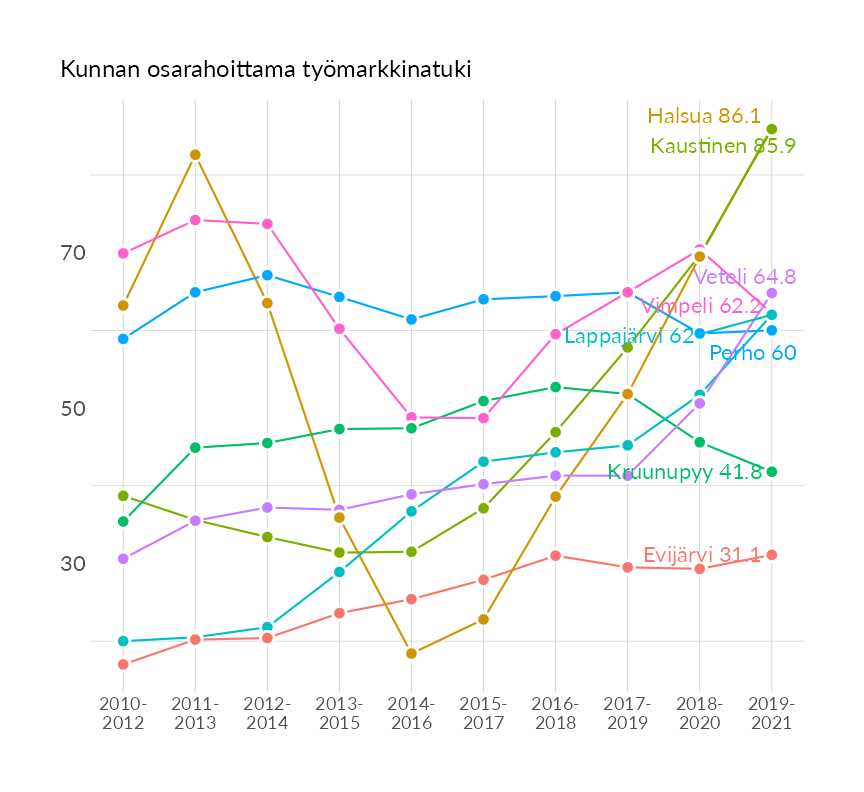 Kunnan osarahoittama työmarkkinatuki
Halsua 86.1
Kaustinen 85.9
70
Veteli 64.8
Vimpeli 62.2
Lappajärvi 62
Perho 60
50
Kruunupyy 41.8
Evijärvi 31.1
30
2010-
2012
2011-
2013
2012-
2014
2013-
2015
2014-
2016
2015-
2017
2016-
2018
2017-
2019
2018-
2020
2019-
2021